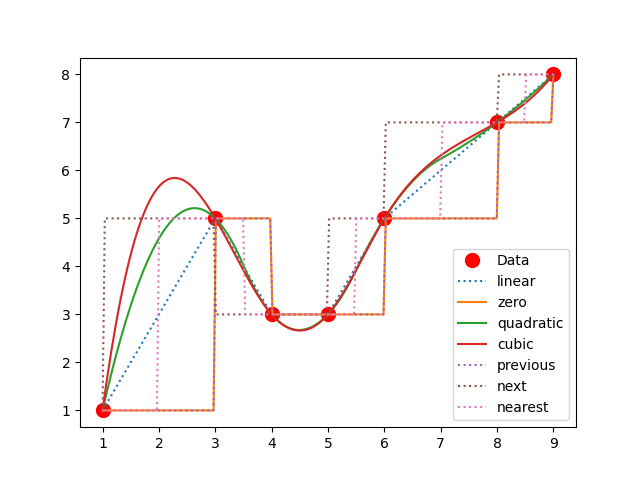 8
7
6
5
4
3
2
1
1 2 3 4 5 6 7 8 9
Data
linear
zero
quadratic
cubic
previous
next
nearest